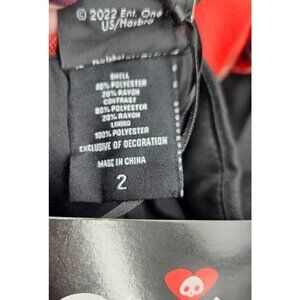 © 2022 Ent. One
US/Hasbro
SHELL
80% POLYESTER
20% RAYON
CONTRAST
80% POLYESTER
20% RAYON
LINING
100% POLYESTER
EXCLUSIVE OF DECORATION
MADE IN CHINA
2